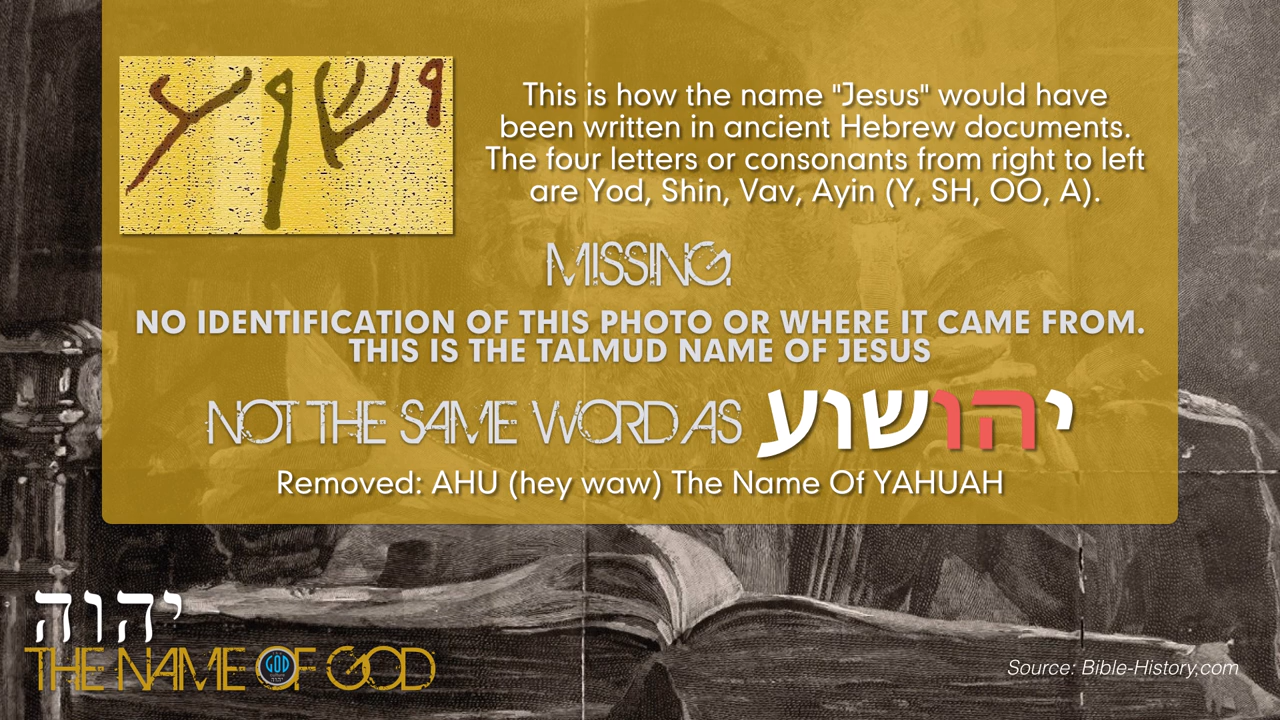 ישוע
This is how the name "Jesus" would have
been written in ancient Hebrew documents.
The four letters or consonants from right to left
are Yod, Shin, Vav, Ayin (Y, SH, OO, A).
MISSING:
NO IDENTIFICATION OF THIS PHOTO OR WHERE IT CAME FROM.
THIS IS THE TALMUD NAME OF JESUS
NOT THE SAME WORD AS יהושוע
Removed: AHU (hey waw) The Name Of YAHUAH
יהוה
THE NAME OF GOD
GOD
Source: Bible-History,com